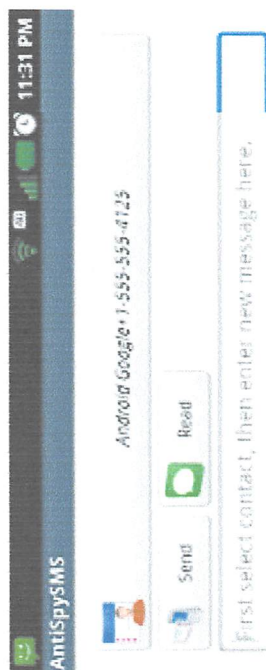 11:31 PM
AntiSpySMS
Android Google• 1-555-555-4125
Send
Read
First select contact, then enter new message here.